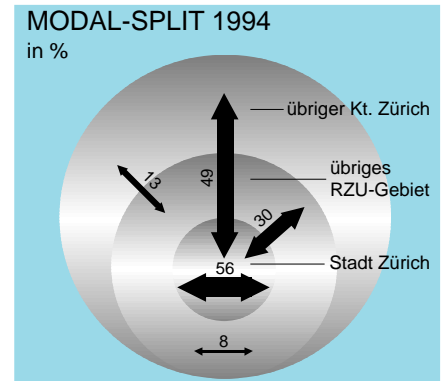 MODAL-SPLIT 1994
in %
übriger Kt. Zürich
13
49
übriges
RZU-Gebiet
30
56
Stadt Zürich
8